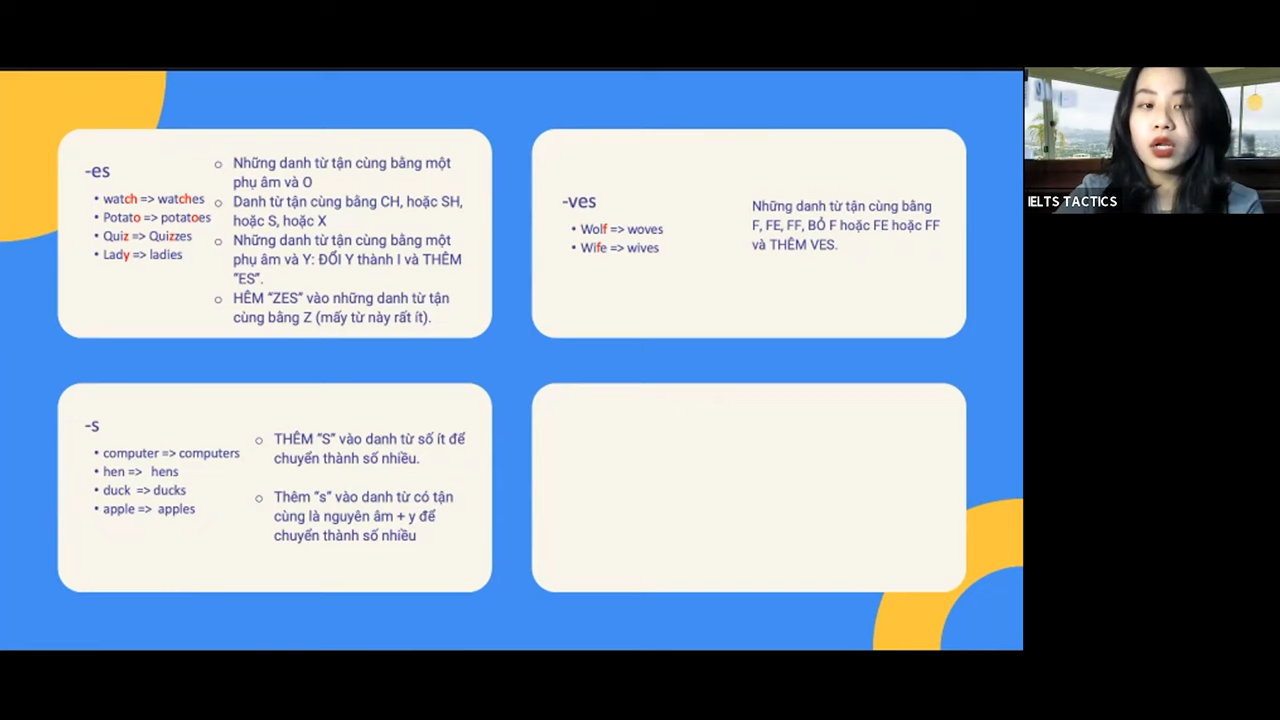 -es
• watch => watches
• Potato => potatoes
• Quiz => Quizzes
• Lady => ladies
o Những danh từ tận cùng bằng một
phụ âm và O
o Danh từ tận cùng bằng CH, hoặc SH,
hoặc S, hoặc X
o Những danh từ tận cùng bằng một
phụ âm và Y: ĐỔI Y thành I và THÊM
"ES".
o HÊM "ZES" vào những danh từ tận
cùng bằng Z (mấy từ này rất ít).
-ves
• Wolf => woves
• Wife => wives
Những danh từ tận cùng bằng
F, FE, FF, BỎ F hoặc FE hoặc FF
và THÊM VES.
-s
• computer => computers
• hen => hens
• duck => ducks
• apple => apples
o THÊM "S" vào danh từ số ít để
chuyển thành số nhiều.
o Thêm "s" vào danh từ có tận
cùng là nguyên âm + y để
chuyển thành số nhiều
IELTS TACTICS